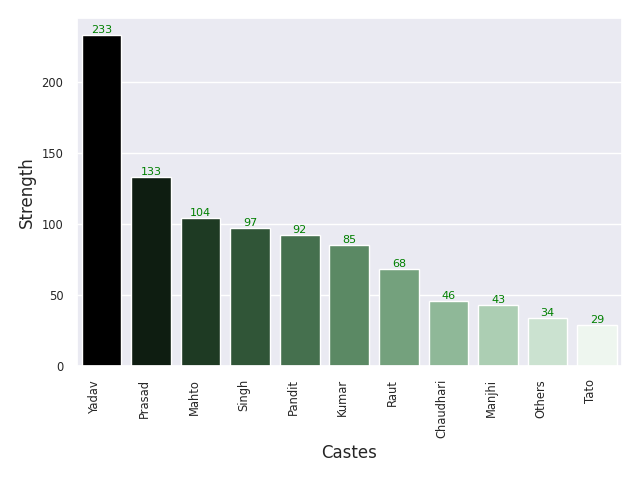 233
133
104
97
92
85
68
46
43
34
29
200
150
100
50
0
Strength
Yadav
Prasad
Mahto
Singh
Pandit
Kumar
Raut
Chaudhari
Manjhi
Others
Tato
Castes